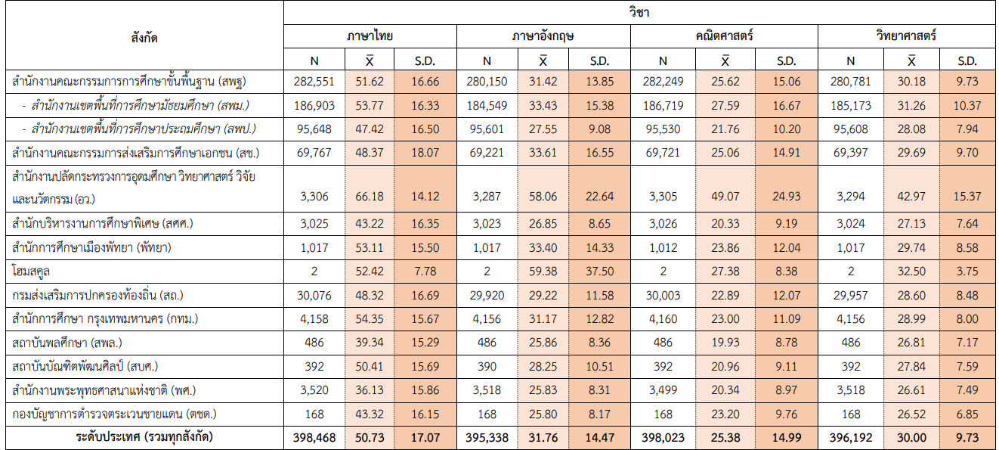 สังกัด วิชา
ภาษาไทย ภาษาอังกฤษ คณิตศาสตร์ วิทยาศาสตร์
N X̅ S.D. N X̅ S.D. N X̅ S.D. N X̅ S.D.
สำนักงานคณะกรรมการการศึกษาขั้นพื้นฐาน (สพฐ) 282,551 51.62 16.66 280,150 31.42 13.85 282,249 25.62 15.06 280,781 30.18 9.73
- สำนักงานเขตพื้นที่การศึกษามัธยมศึกษา (สพม.) 186,903 53.77 16.33 184,549 33.43 15.38 186,719 27.59 16.67 185,173 31.26 10.37
- สำนักงานเขตพื้นที่การศึกษาประถมศึกษา (สพป.) 95,648 47.42 16.50 95,601 27.55 9.08 95,530 21.76 10.20 95,608 28.08 7.94
สำนักงานคณะกรรมการส่งเสริมการศึกษาเอกชน (สช.) 69,767 48.37 18.07 69,221 33.61 16.55 69,721 25.06 14.91 69,397 29.69 9.70
สำนักงานปลัดกระทรวงการอุดมศึกษา วิทยาศาสตร์ วิจัย
และนวัตกรรม (อว.) 3,306 66.18 14.12 3,287 58.06 22.64 3,305 49.07 24.93 3,294 42.97 15.37
สำนักบริหารงานการศึกษาพิเศษ (สศศ.) 3,025 43.22 16.35 3,023 26.85 8.65 3,026 20.33 9.19 3,024 27.13 7.64
สำนักการศึกษาเมืองพัทยา (พัทยา) 1,017 53.11 15.50 1,017 33.40 14.33 1,012 23.86 12.04 1,017 29.74 8.58
โฮมสคูล 2 52.42 7.78 2 59.38 37.50 2 27.38 8.38 2 32.50 3.75
กรมส่งเสริมการปกครองท้องถิ่น (สถ.) 30,076 48.32 16.69 29,920 29.22 11.58 30,003 22.89 12.07 29,957 28.60 8.48
สำนักการศึกษา กรุงเทพมหานคร (กทม.) 4,158 54.35 15.67 4,156 31.17 12.82 4,160 23.00 11.09 4,156 28.99 8.00
สถาบันพลศึกษา (สพล.) 486 39.34 15.29 486 25.86 8.36 486 19.93 8.78 486 26.81 7.17
สถาบันบัณฑิตพัฒนศิลป์ (สบศ.) 392 50.41 15.69 390 28.25 10.51 392 20.96 9.11 392 27.84 7.59
สำนักงานพระพุทธศาสนาแห่งชาติ (พศ.) 3,520 36.13 15.86 3,518 25.83 8.31 3,499 20.34 8.97 3,518 26.61 7.49
กองบัญชาการตำรวจตระเวนชายแดน (ตชด.) 168 43.32 16.15 168 25.80 8.17 168 23.20 9.76 168 26.52 6.85
ระดับประเทศ (รวมทุกสังกัด) 398,468 50.73 17.07 395,338 31.76 14.47 398,023 25.38 14.99 396,192 30.00 9.73